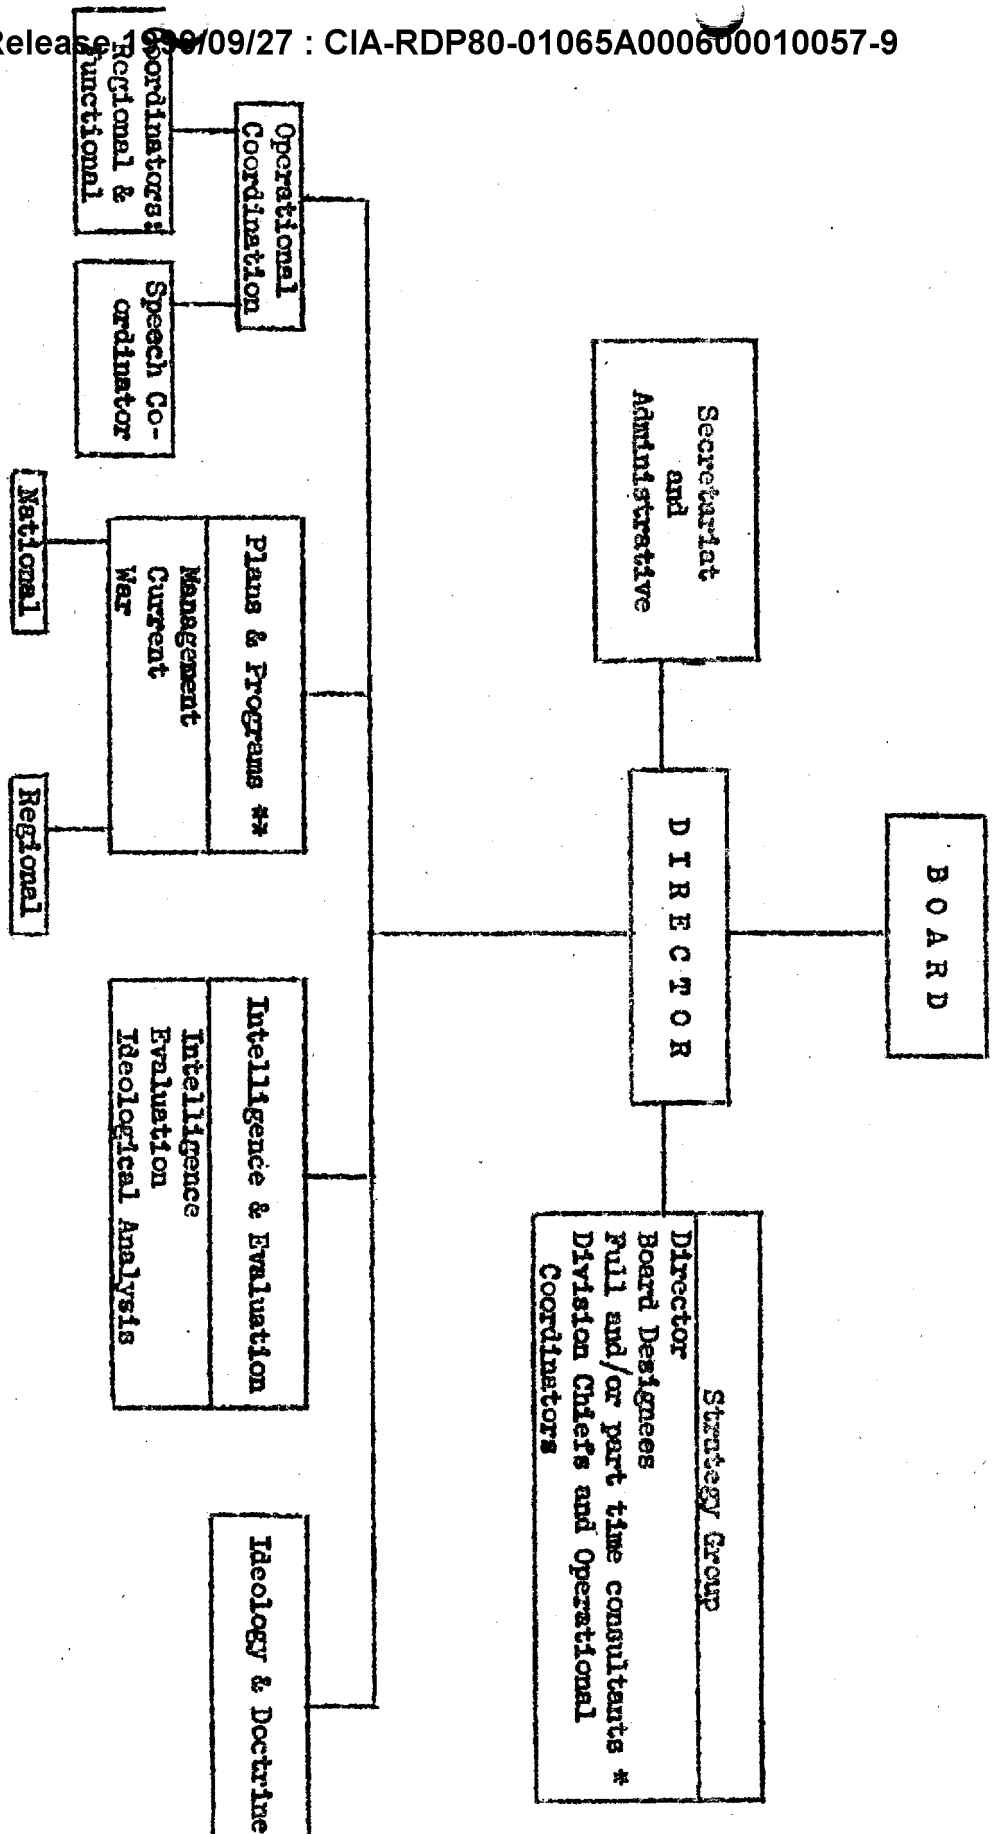 Release 1999/09/27 : CIA-RDP80-01065A000600010057-9
BOARD
Secretariat
and
Administrative
DIRECTOR
Strategy Group
Director
Board Designees
Full and/or part time consultants *
Division Chiefs and Operational
Coordinators
Operational
Coordination
Coordinators:
Regional &
Functional
Speech Co-
ordinator
Plans & Programs **
Management
Current
War
National
Regional
Intelligence & Evaluation
Intelligence
Evaluation
Ideological Analysis
Ideology & Doctrine